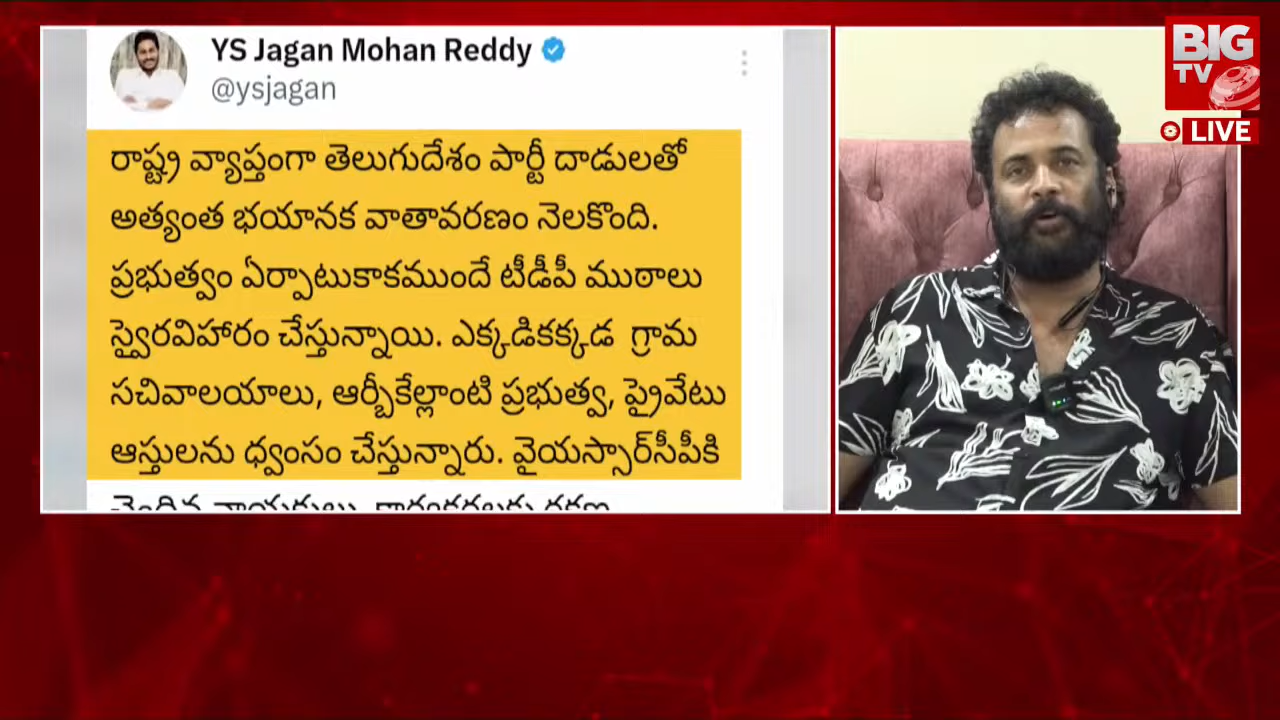 YS Jagan Mohan Reddy
@ysjagan
రాష్ట్ర వ్యాప్తంగా తెలుగుదేశం పార్టీ దాడులతో
అత్యంత భయానక వాతావరణం నెలకొంది.
ప్రభుత్వం ఏర్పాటుకాకముందే టీడీపీ ముఠాలు
స్వైరవిహారం చేస్తున్నాయి. ఎక్కడికక్కడ గ్రామ
సచివాలయాలు, ఆర్బీకేల్లాంటి ప్రభుత్వ, ప్రైవేటు
ఆస్తులను ధ్వంసం చేస్తున్నారు. వైయస్సార్‌సీపీకి
BIG
TV
LIVE